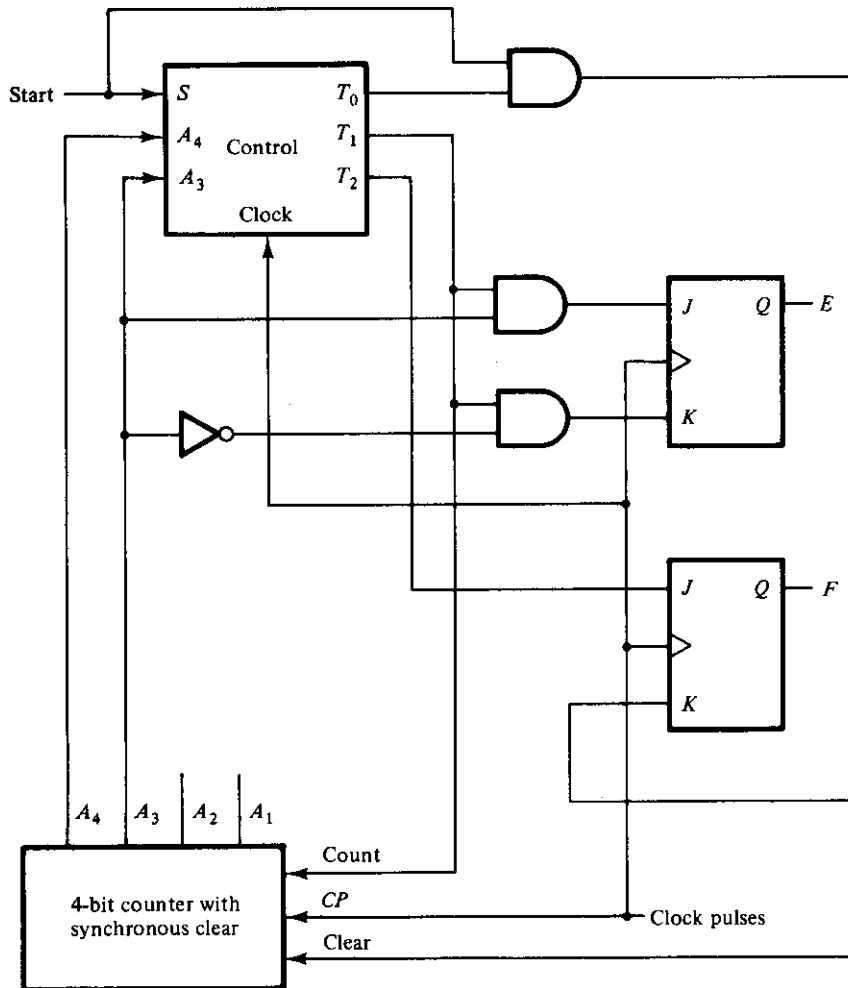 Start
S
T0
A4
Control
T1
A3
T2
Clock
J
Q
E
K
J
Q
F
K
A4
A3
A2
A1
Count
4-bit counter with
synchronous clear
CP
Clock pulses
Clear